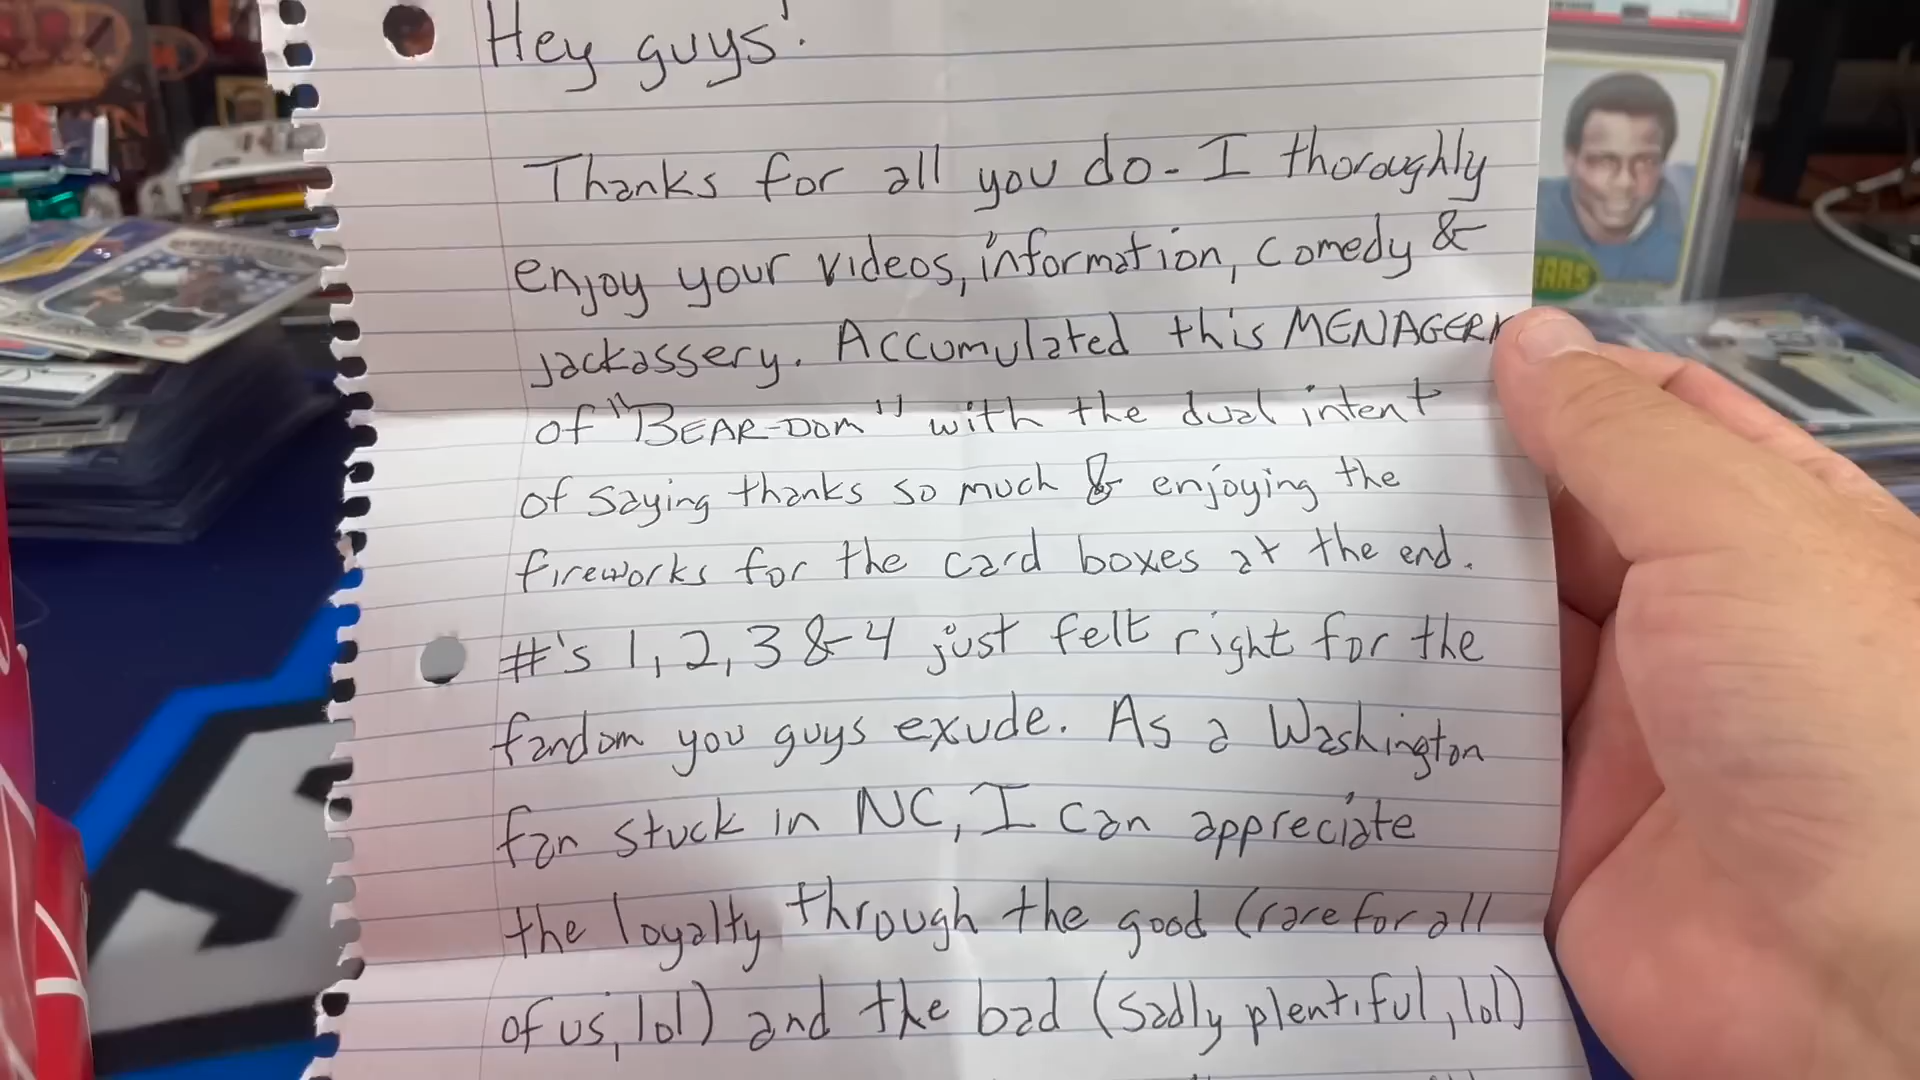 Hey guys!
Thanks for all you do - I thoroughly
enjoy your videos, information, comedy &
jackassery. Accumulated this MENAGERI
of "BEAR-DOM" with the dual intent
of saying thanks so much & enjoying the
fireworks for the card boxes at the end.
#'s 1, 2, 3 & 4 just felt right for the
fandom you guys exude. As a Washington
fan stuck in NC, I can appreciate
the loyalty through the good (rare for all
of us, lol) and the bad (sadly plentiful, lol)
EARS